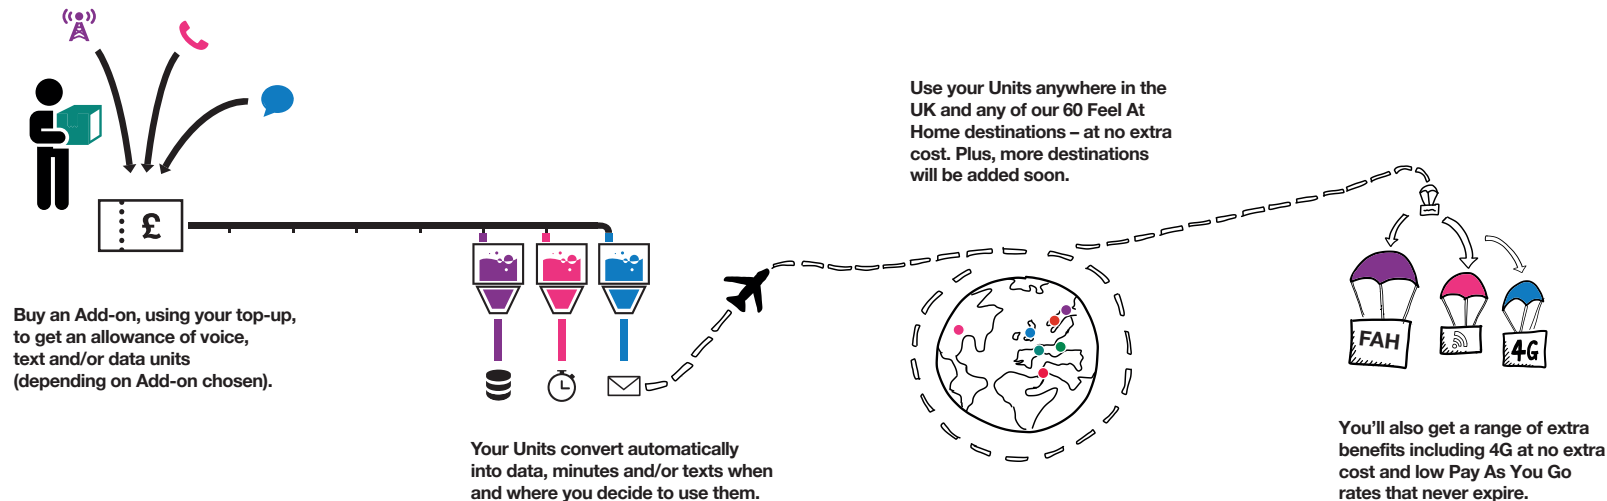 £
Buy an Add-on, using your top-up,
to get an allowance of voice,
text and/or data units
(depending on Add-on chosen).
Your Units convert automatically
into data, minutes and/or texts when
and where you decide to use them.
Use your Units anywhere in the
UK and any of our 60 Feel At
Home destinations – at no extra
cost. Plus, more destinations
will be added soon.
FAH
4G
You’ll also get a range of extra
benefits including 4G at no extra
cost and low Pay As You Go
rates that never expire.